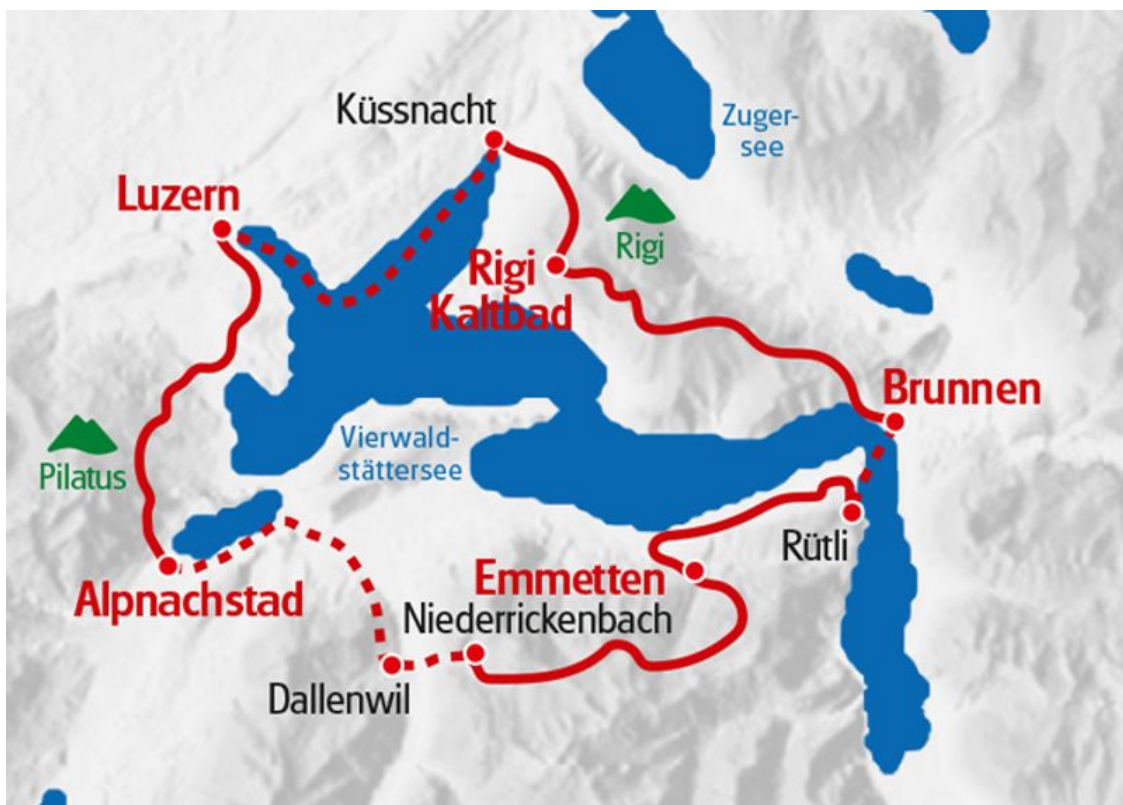 Küssnacht
Zuger-
see
Luzern
Rigi
Rigi
Kaltbad
Brunnen
Vierwald-
stättersee
Pilatus
Rütli
Emmetten
Alpnachstad
Niederrickenbach
Dallenwil